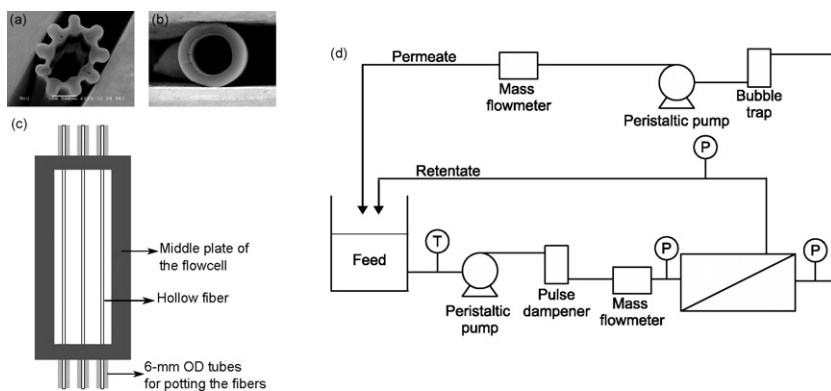 (a)
(b)
(c)
Middle plate of
the flowcell
Hollow fiber
6-mm OD tubes
for potting the fibers
(d)
Permeate
Mass
flowmeter
Peristaltic pump
Bubble
trap
P
Retentate
Feed
T
Peristaltic
pump
Pulse
dampener
Mass
flowmeter
P
P